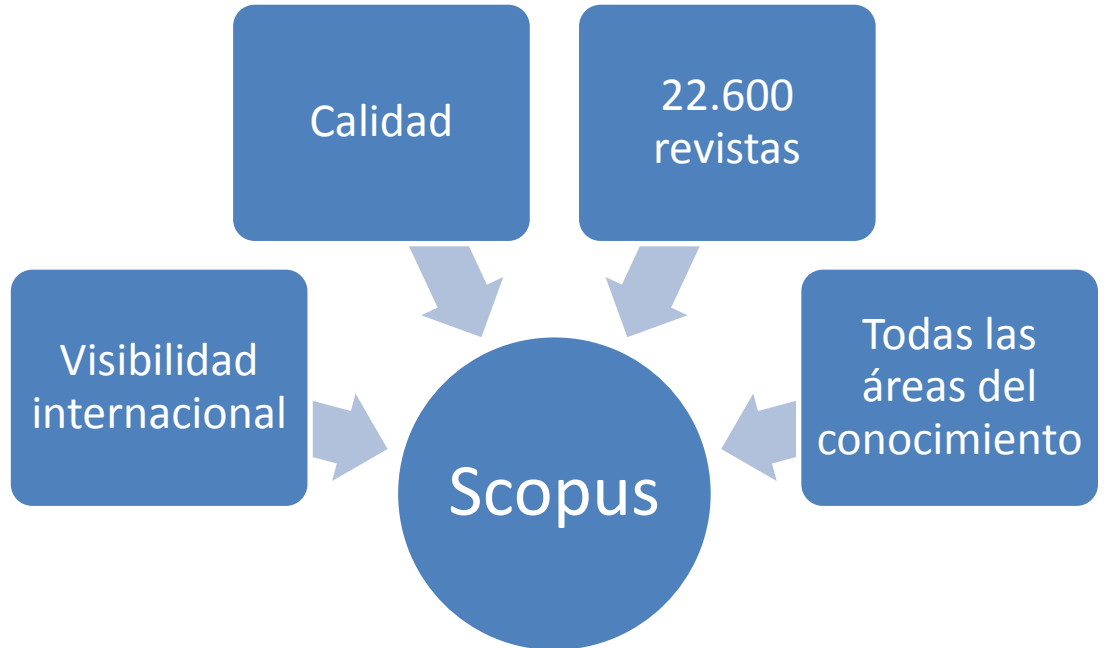 Calidad
22.600
revistas
Visibilidad
internacional
Todas las
áreas del
conocimiento
Scopus